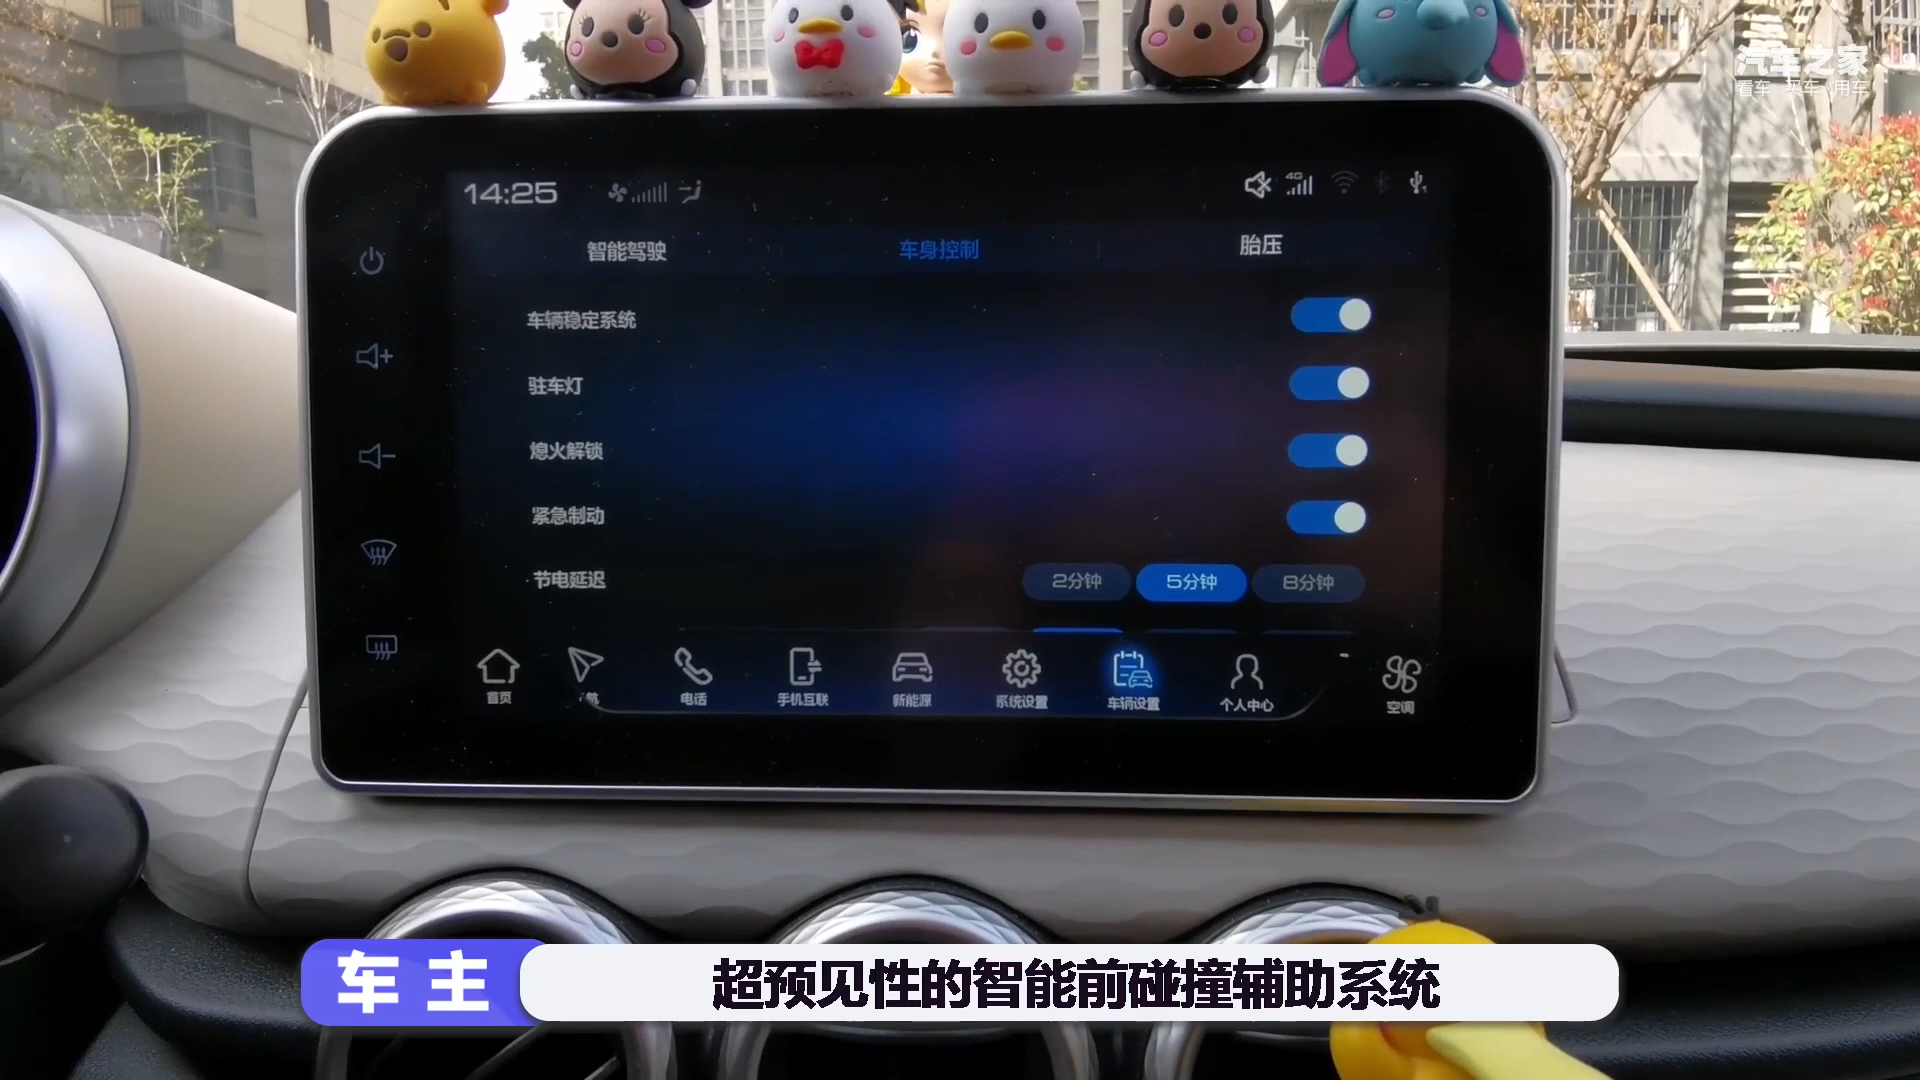 汽车之家
看车 买车 用车
14:25
4G
智能驾驶 车身控制 胎压
车辆稳定系统
驻车灯
熄火解锁
紧急制动
节电延迟 2分钟 5分钟 8分钟
首页 电话 手机互联 新能源 系统设置 车辆设置 个人中心 空调
车主 超预见性的智能前碰撞辅助系统